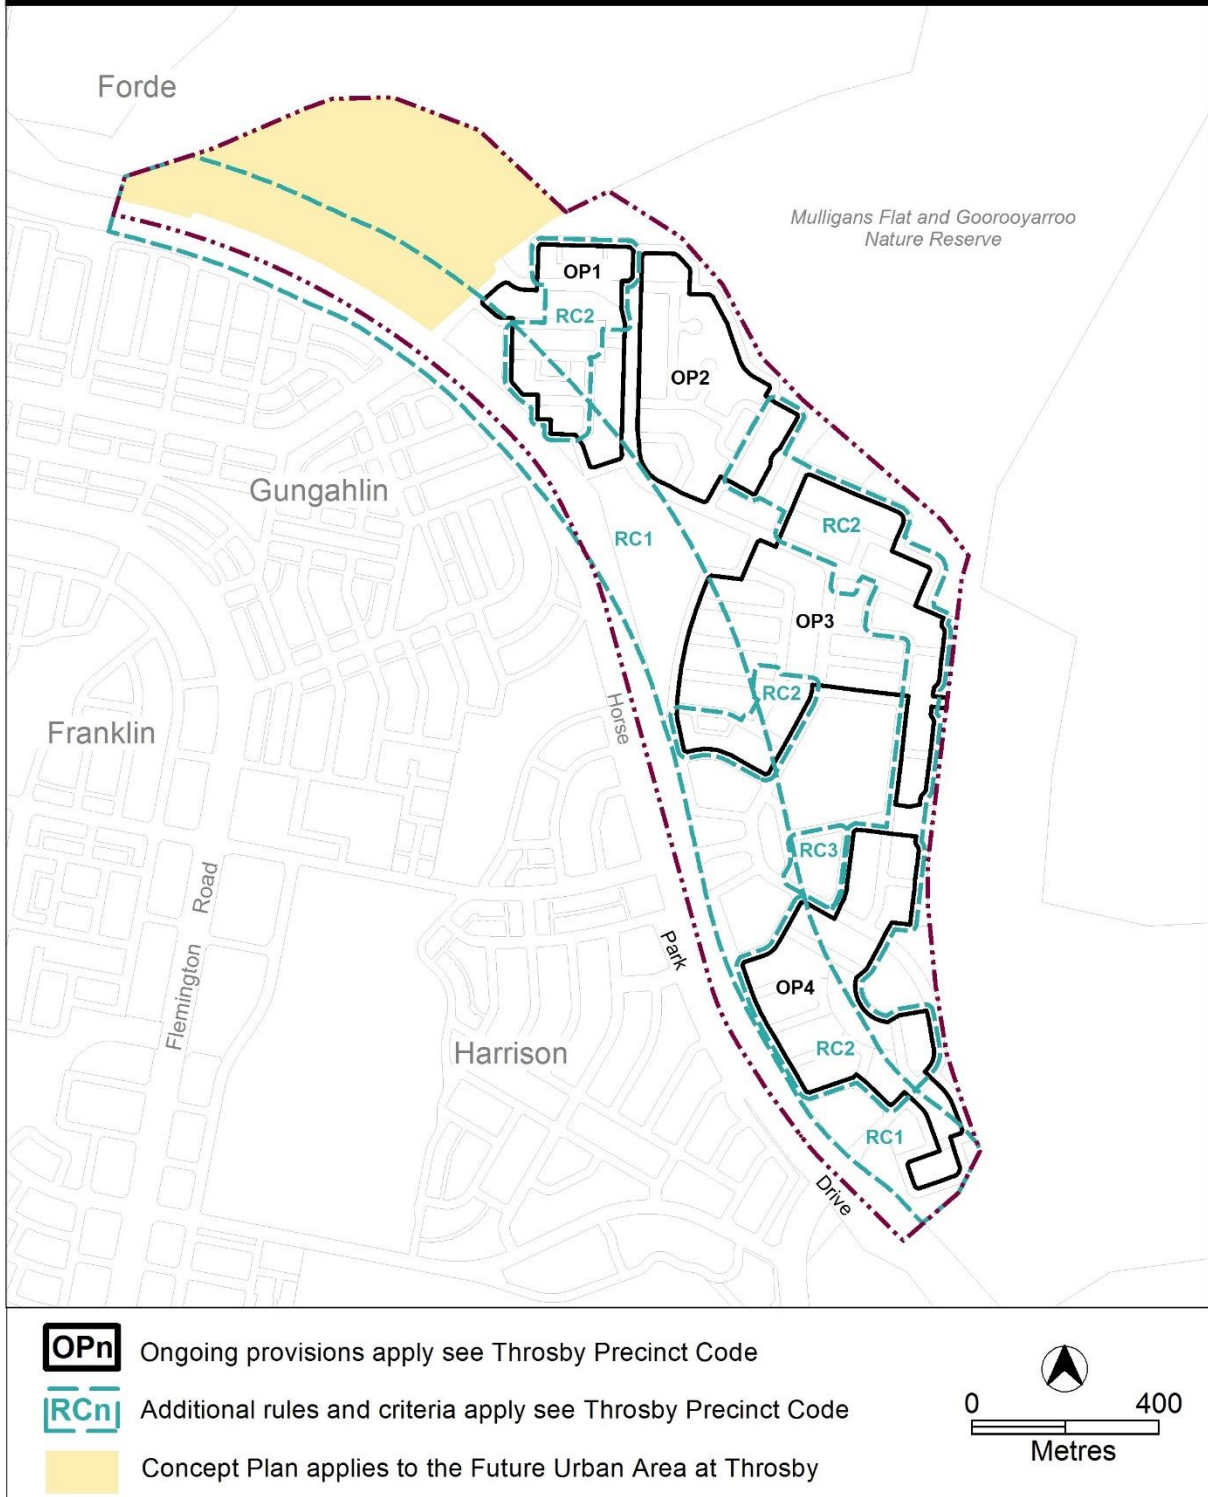 Forde
Mulligans Flat and Goorooyarroo
Nature Reserve
OP1
RC2
OP2
Gungahlin
RC2
RC1
OP3
RC2
Horse
Franklin
RC3
Flemington Road
Park
OP4
RC2
Harrison
RC1
Drive
OPn Ongoing provisions apply see Throsby Precinct Code
RCn Additional rules and criteria apply see Throsby Precinct Code
0 400
Metres
Concept Plan applies to the Future Urban Area at Throsby